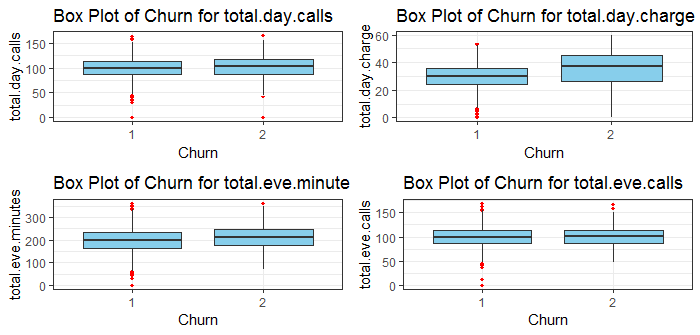 Box Plot of Churn for total.day.calls
total.day.calls
150
100
50
0
1 2
Churn
Box Plot of Churn for total.day.charge
total.day.charge
60
40
20
0
1 2
Churn
Box Plot of Churn for total.eve.minute
total.eve.minutes
300
200
100
0
1 2
Churn
Box Plot of Churn for total.eve.calls
total.eve.calls
150
100
50
0
1 2
Churn